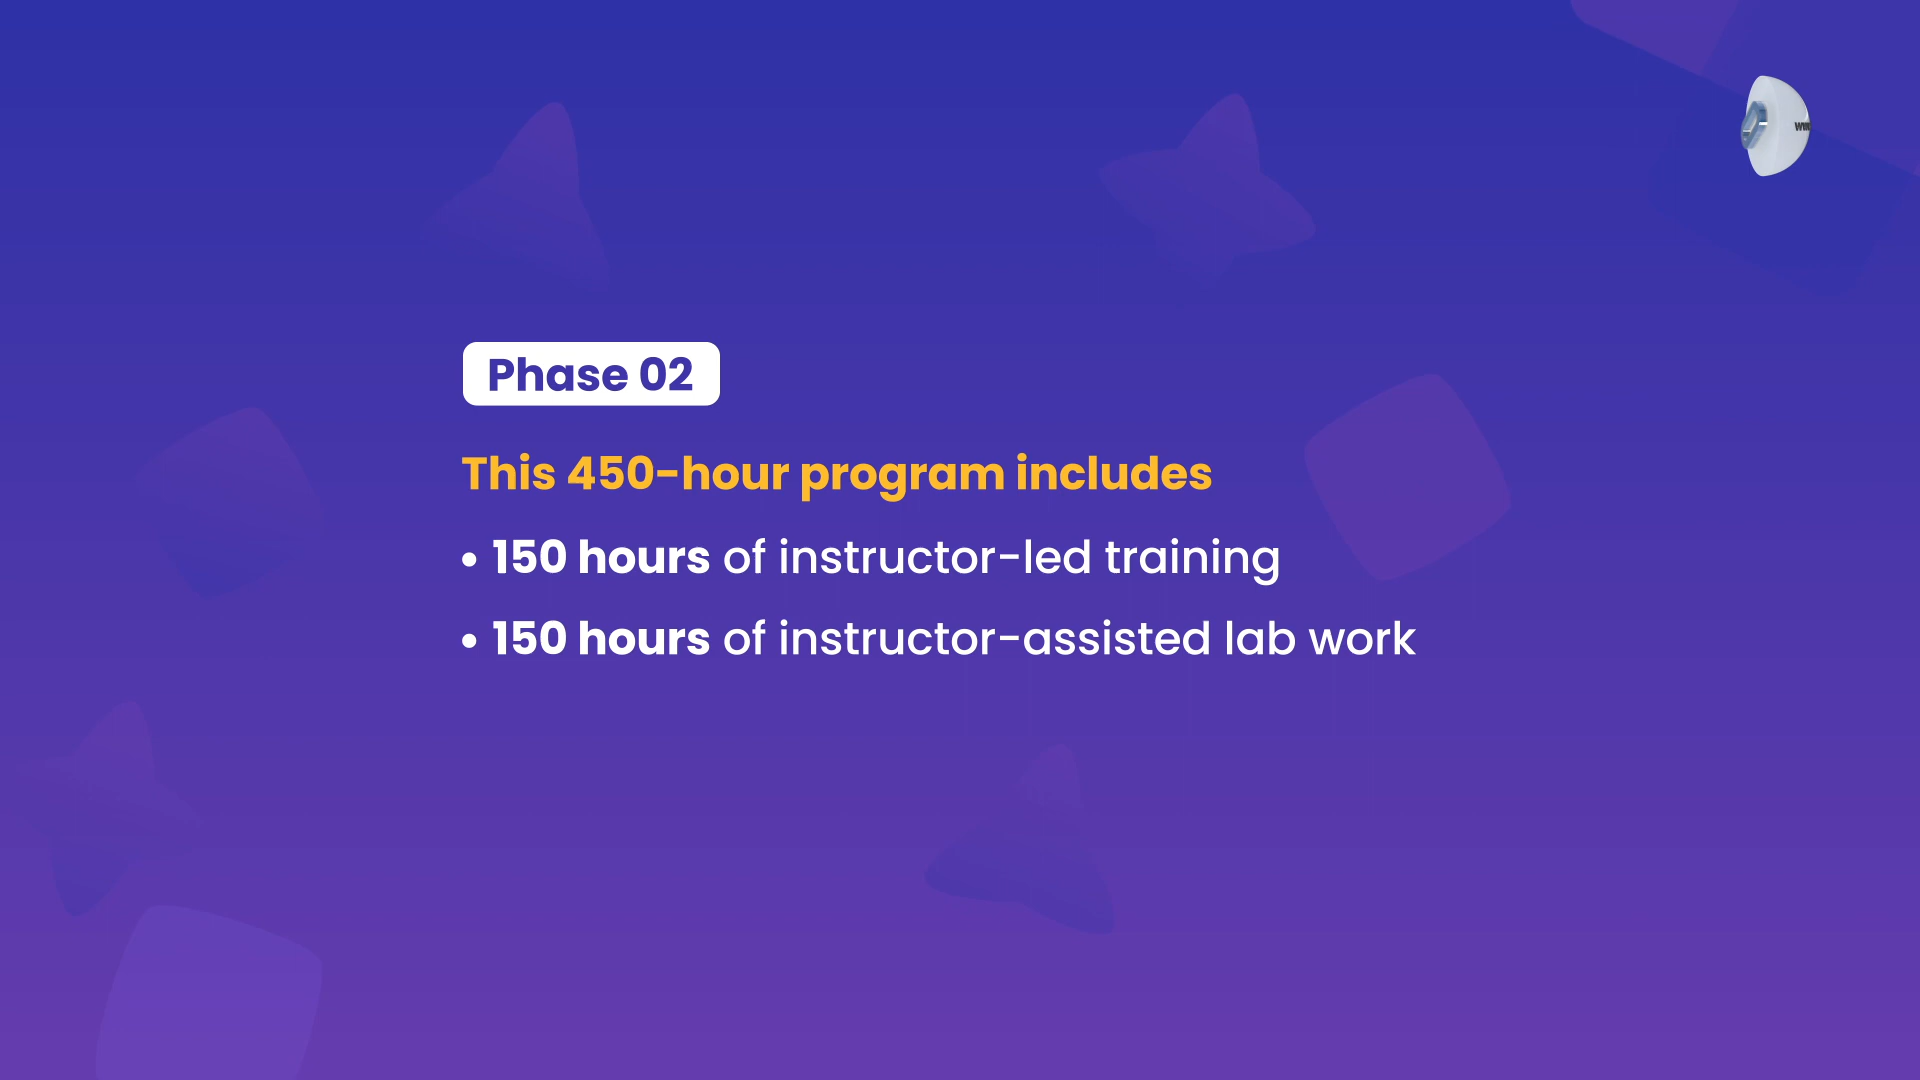 Phase 02
This 450-hour program includes
• 150 hours of instructor-led training
• 150 hours of instructor-assisted lab work